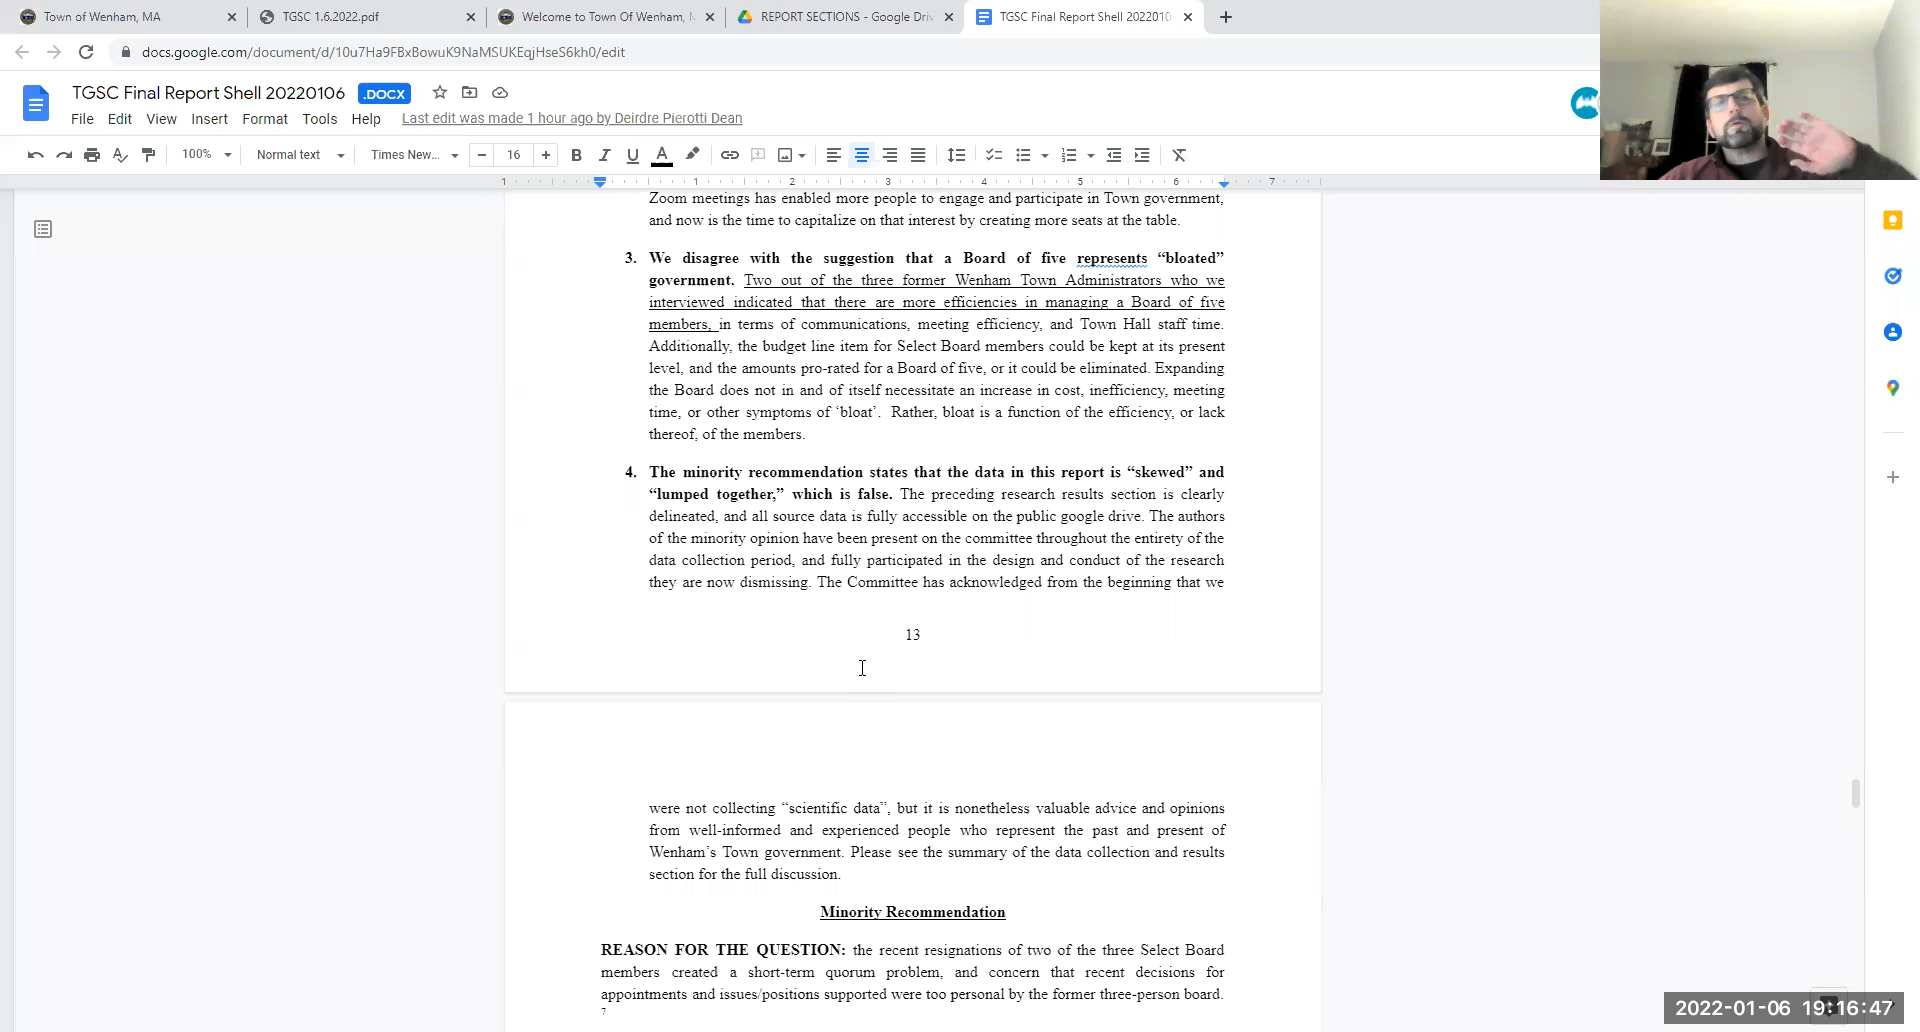 Town of Wenham, MA
TGSC 1.6.2022.pdf
Welcome to Town Of Wenham,
REPORT SECTIONS - Google Driv
TGSC Final Report Shell 2022010
docs.google.com/document/d/10u7Ha9FBxBowuK9NaMSUKEqjHseS6kh0/edit
TGSC Final Report Shell 20220106 .DOCX
File Edit View Insert Format Tools Help Last edit was made 1 hour ago by Deirdre Pierotti Dean
100% Normal text Times New... 16 B I U A
1 1 2 3 4 5 6 7
Zoom meetings has enabled more people to engage and participate in Town government,
and now is the time to capitalize on that interest by creating more seats at the table.
3. We disagree with the suggestion that a Board of five represents “bloated”
government. Two out of the three former Wenham Town Administrators who we
interviewed indicated that there are more efficiencies in managing a Board of five
members, in terms of communications, meeting efficiency, and Town Hall staff time.
Additionally, the budget line item for Select Board members could be kept at its present
level, and the amounts pro-rated for a Board of five, or it could be eliminated. Expanding
the Board does not in and of itself necessitate an increase in cost, inefficiency, meeting
time, or other symptoms of ‘bloat’. Rather, bloat is a function of the efficiency, or lack
thereof, of the members.
4. The minority recommendation states that the data in this report is “skewed” and
“lumped together,” which is false. The preceding research results section is clearly
delineated, and all source data is fully accessible on the public google drive. The authors
of the minority opinion have been present on the committee throughout the entirety of the
data collection period, and fully participated in the design and conduct of the research
they are now dismissing. The Committee has acknowledged from the beginning that we
13
were not collecting “scientific data”, but it is nonetheless valuable advice and opinions
from well-informed and experienced people who represent the past and present of
Wenham’s Town government. Please see the summary of the data collection and results
section for the full discussion.
Minority Recommendation
REASON FOR THE QUESTION: the recent resignations of two of the three Select Board
members created a short-term quorum problem, and concern that recent decisions for
appointments and issues/positions supported were too personal by the former three-person board.
7
2022-01-06 19:16:47